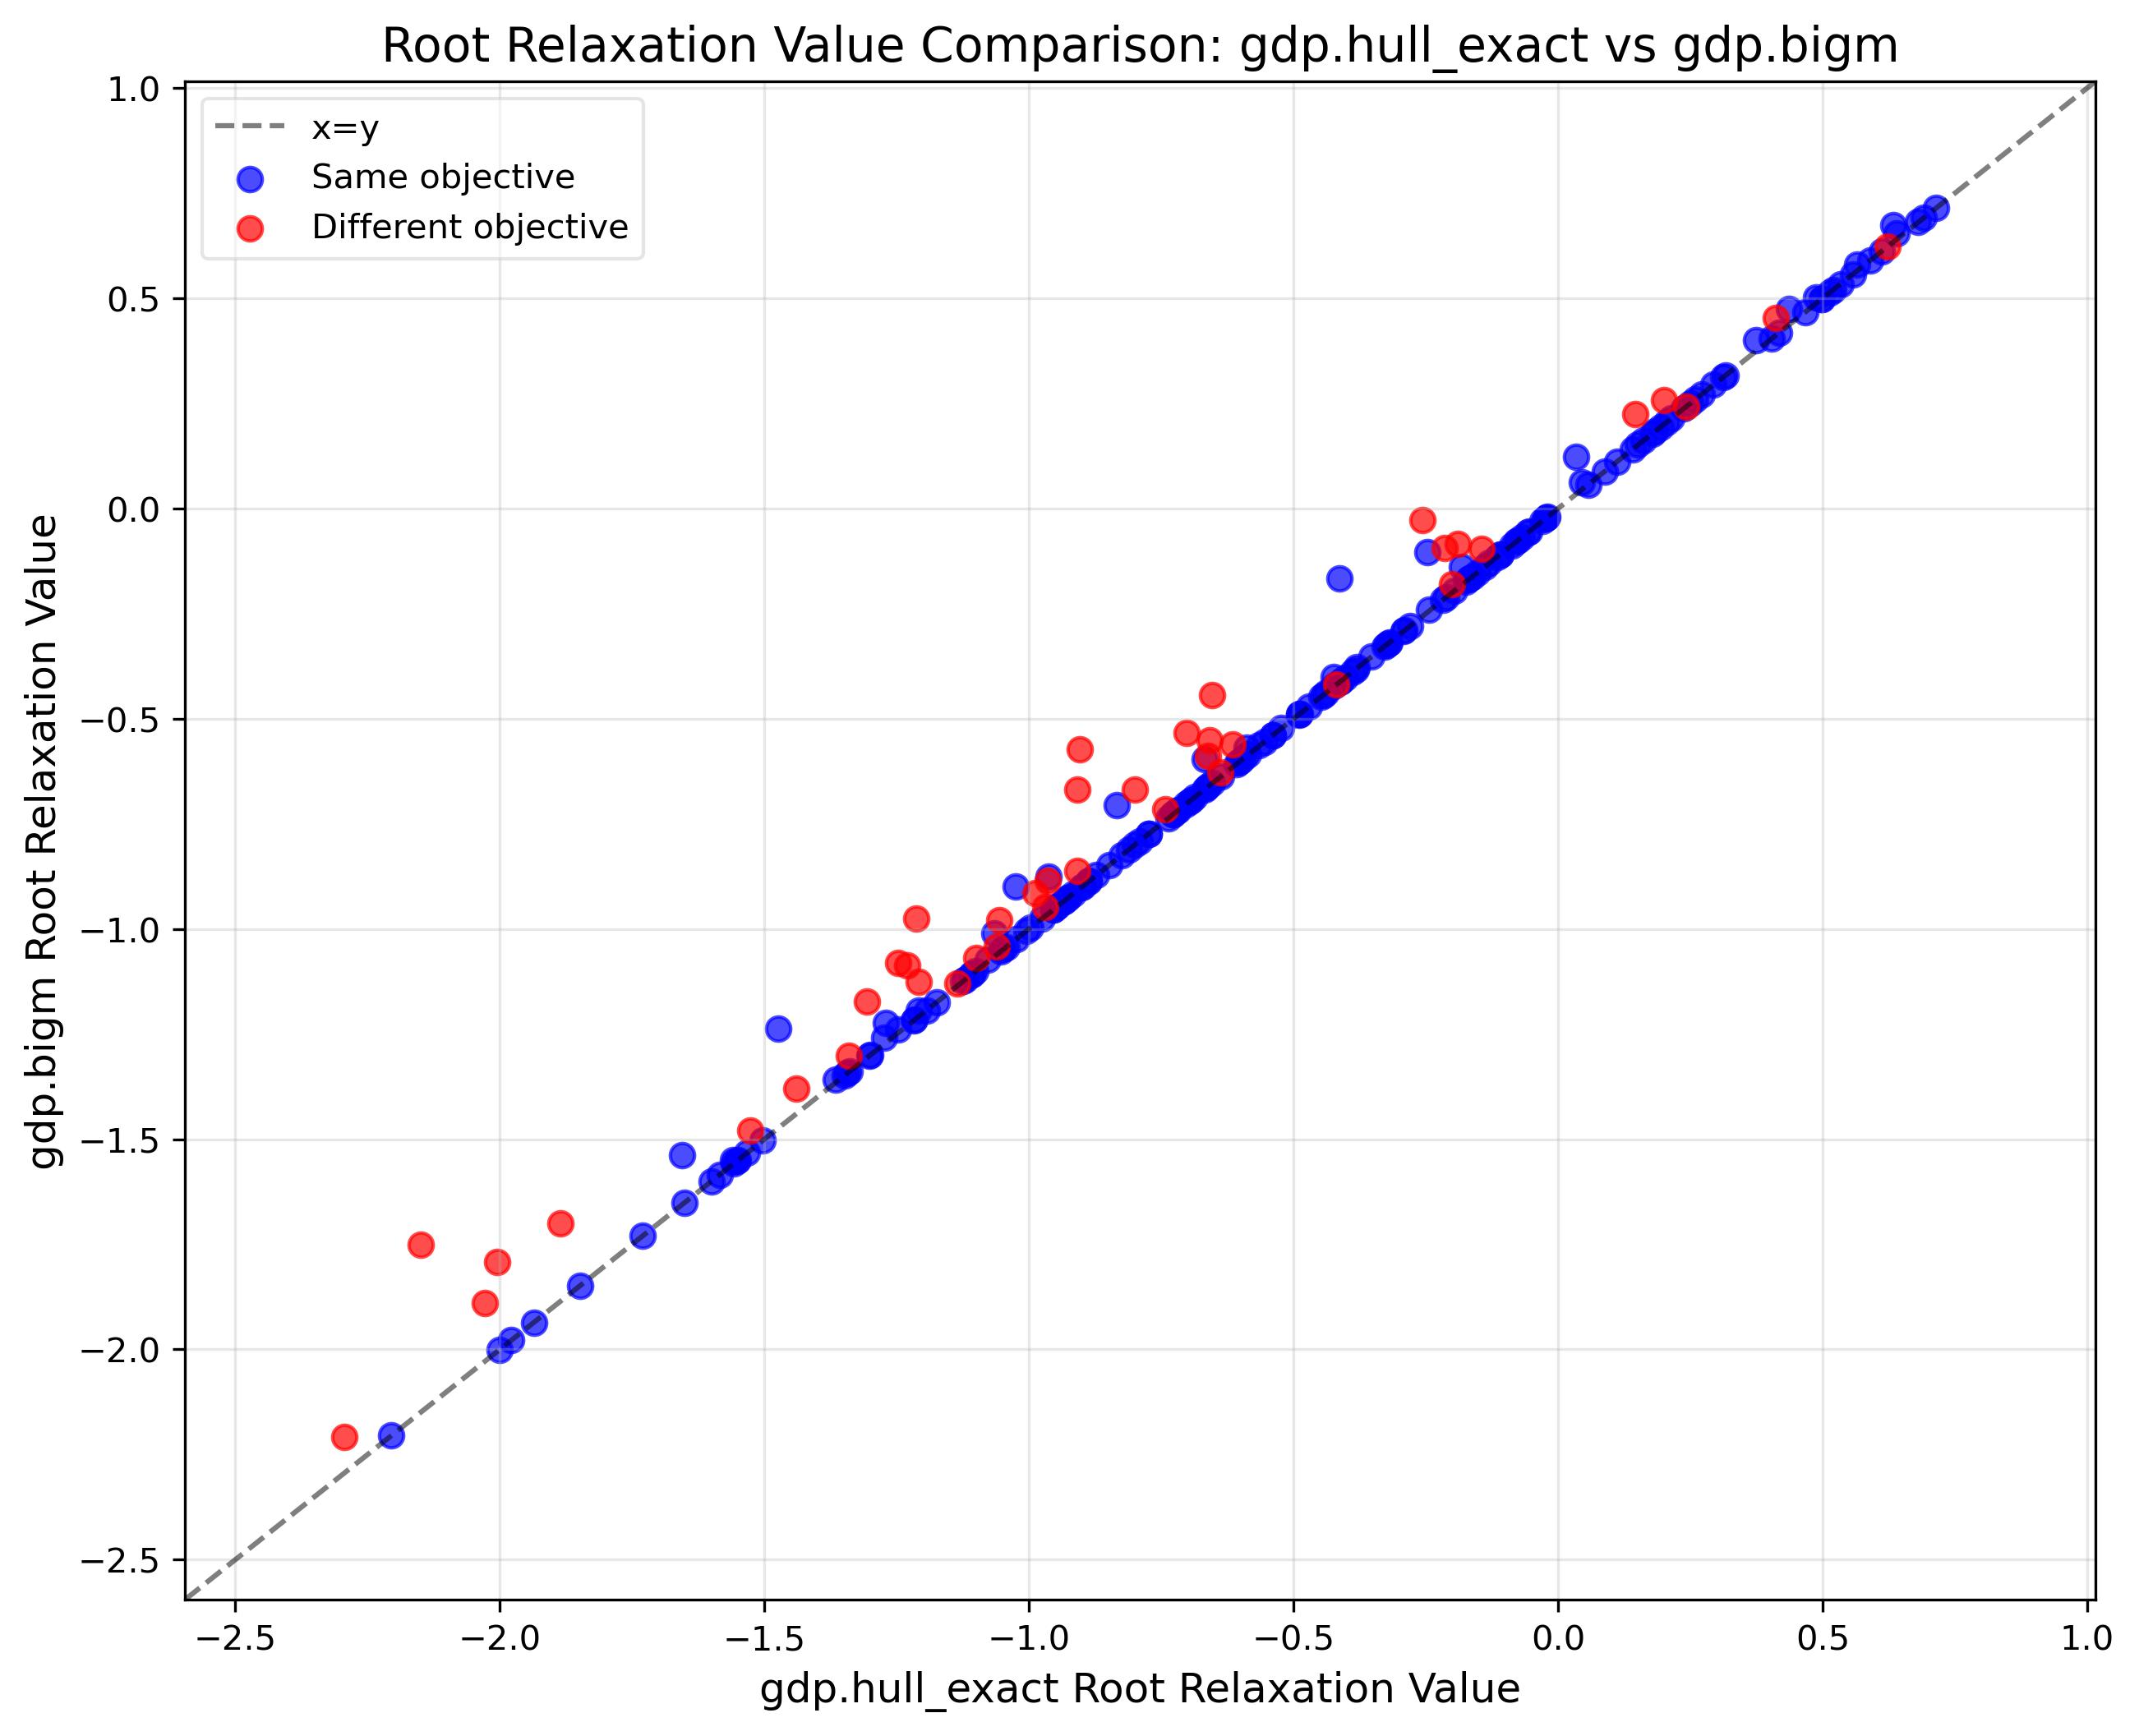 Root Relaxation Value Comparison: gdp.hull_exact vs gdp.bigm
x=y
Same objective
Different objective
gdp.bigm Root Relaxation Value
1.0
0.5
0.0
−0.5
−1.0
−1.5
−2.0
−2.5
−2.5 −2.0 −1.5 −1.0 −0.5 0.0 0.5 1.0
gdp.hull_exact Root Relaxation Value